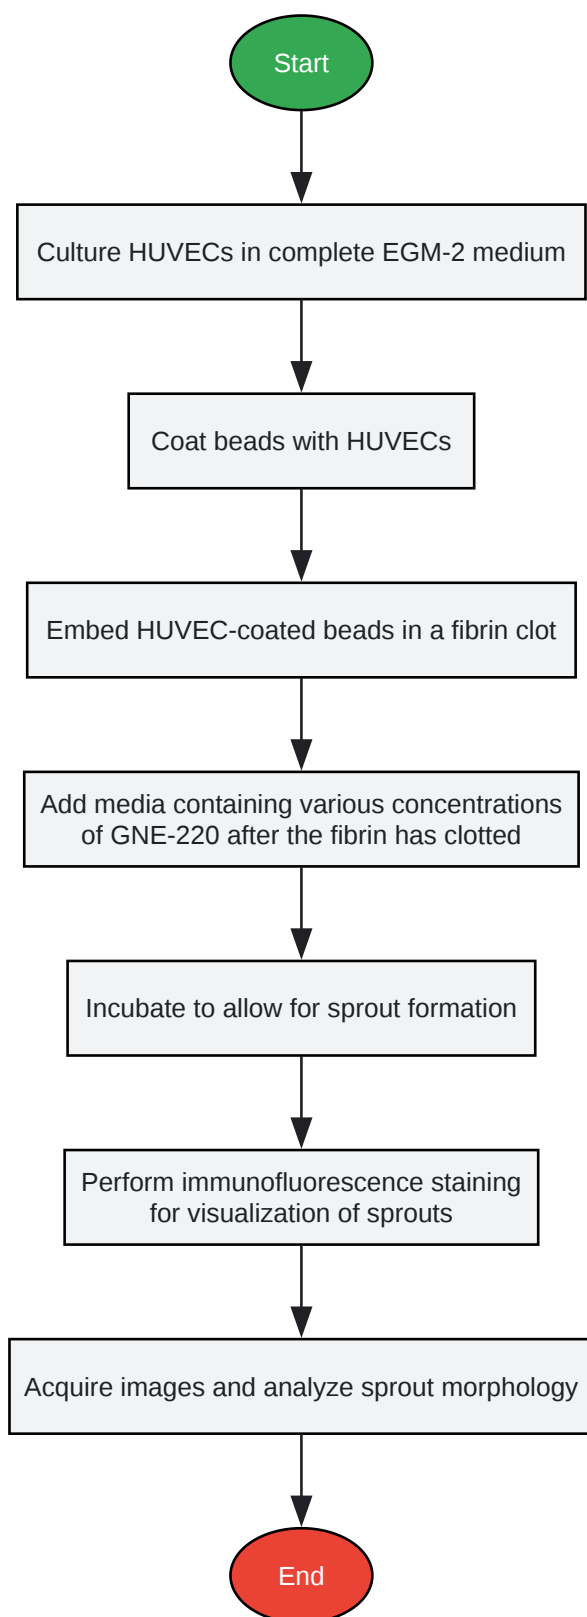 Start
Culture HUVECs in complete EGM-2 medium
Coat beads with HUVECs
Embed HUVEC-coated beads in a fibrin clot
Add media containing various concentrations
of GNE-220 after the fibrin has clotted
Incubate to allow for sprout formation
Perform immunofluorescence staining
for visualization of sprouts
Acquire images and analyze sprout morphology
End